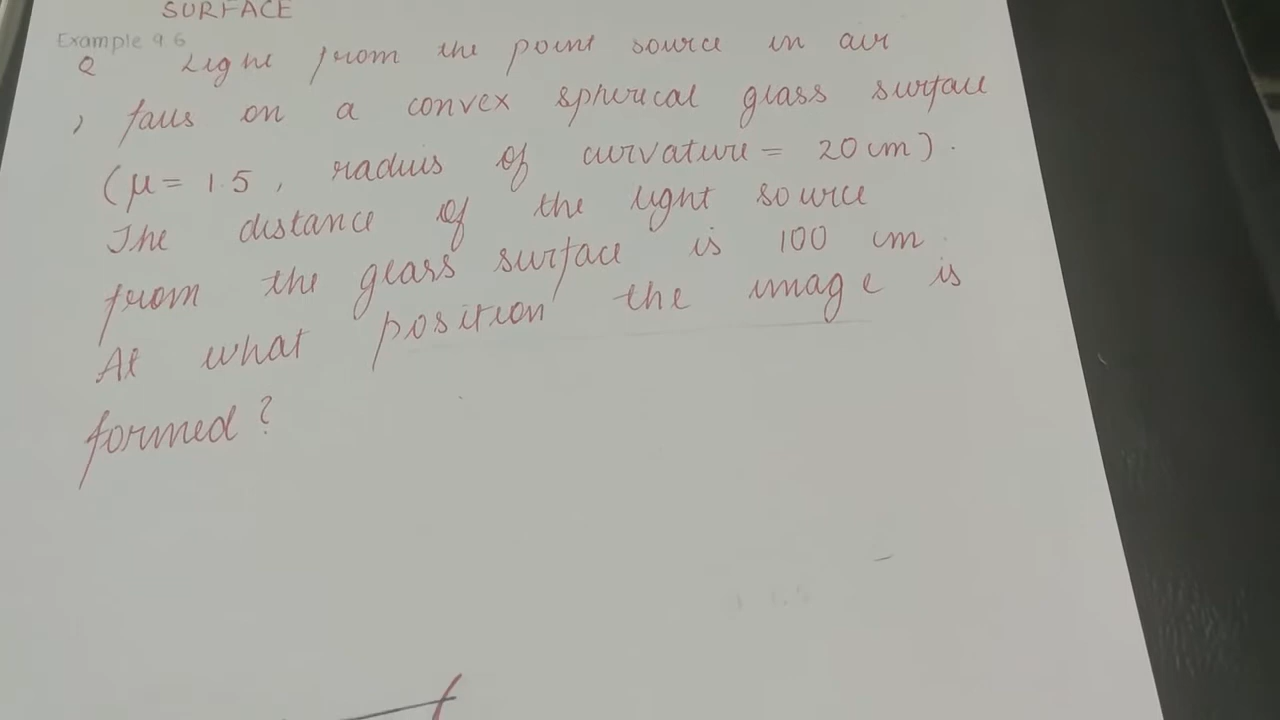 SURFACE
Example 9 6
Q Light from the point source in air
, falls on a convex spherical glass surface
(μ = 1.5, radius of curvature = 20 cm).
The distance of the light source
from the glass surface is 100 cm.
At what position the image is
formed?